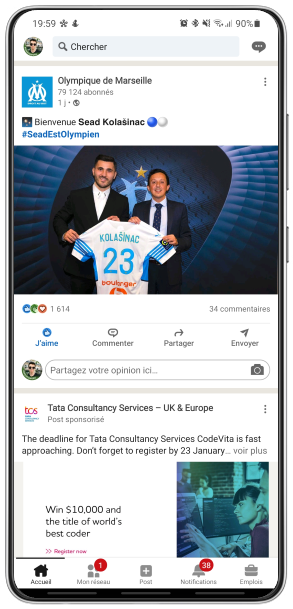 19:59 90%
Chercher
Olympique de Marseille
79 124 abonnés
1 j •
Bienvenue Sead Kolašinac
#SeadEstOlympien
KOLAŠINAC
23
boulanger
1 614 34 commentaires
J'aime Commenter Partager Envoyer
Partagez votre opinion ici…
tcs Tata Consultancy Services – UK & Europe
Post sponsorisé
The deadline for Tata Consultancy Services CodeVita is fast
approaching. Don't forget to register by 23 January… voir plus
Win $10,000 and
the title of world's
best coder
>> Register now
1 38
Accueil Mon réseau Post Notifications Emplois